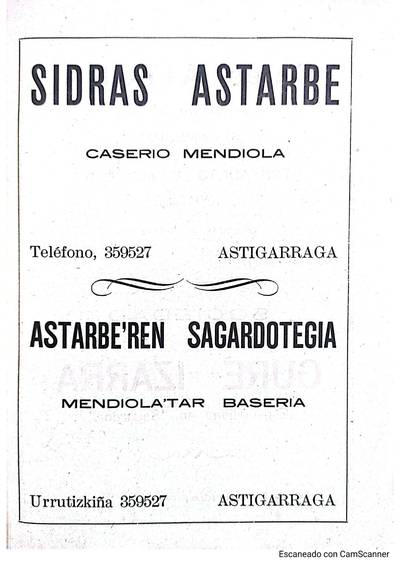 SIDRAS ASTARBE
CASERIO MENDIOLA
Teléfono, 359527 ASTIGARRAGA
ASTARBE'REN SAGARDOTEGIA
MENDIOLA'TAR BASERIA
Urrutizkiña 359527 ASTIGARRAGA
Escaneado con CamScanner